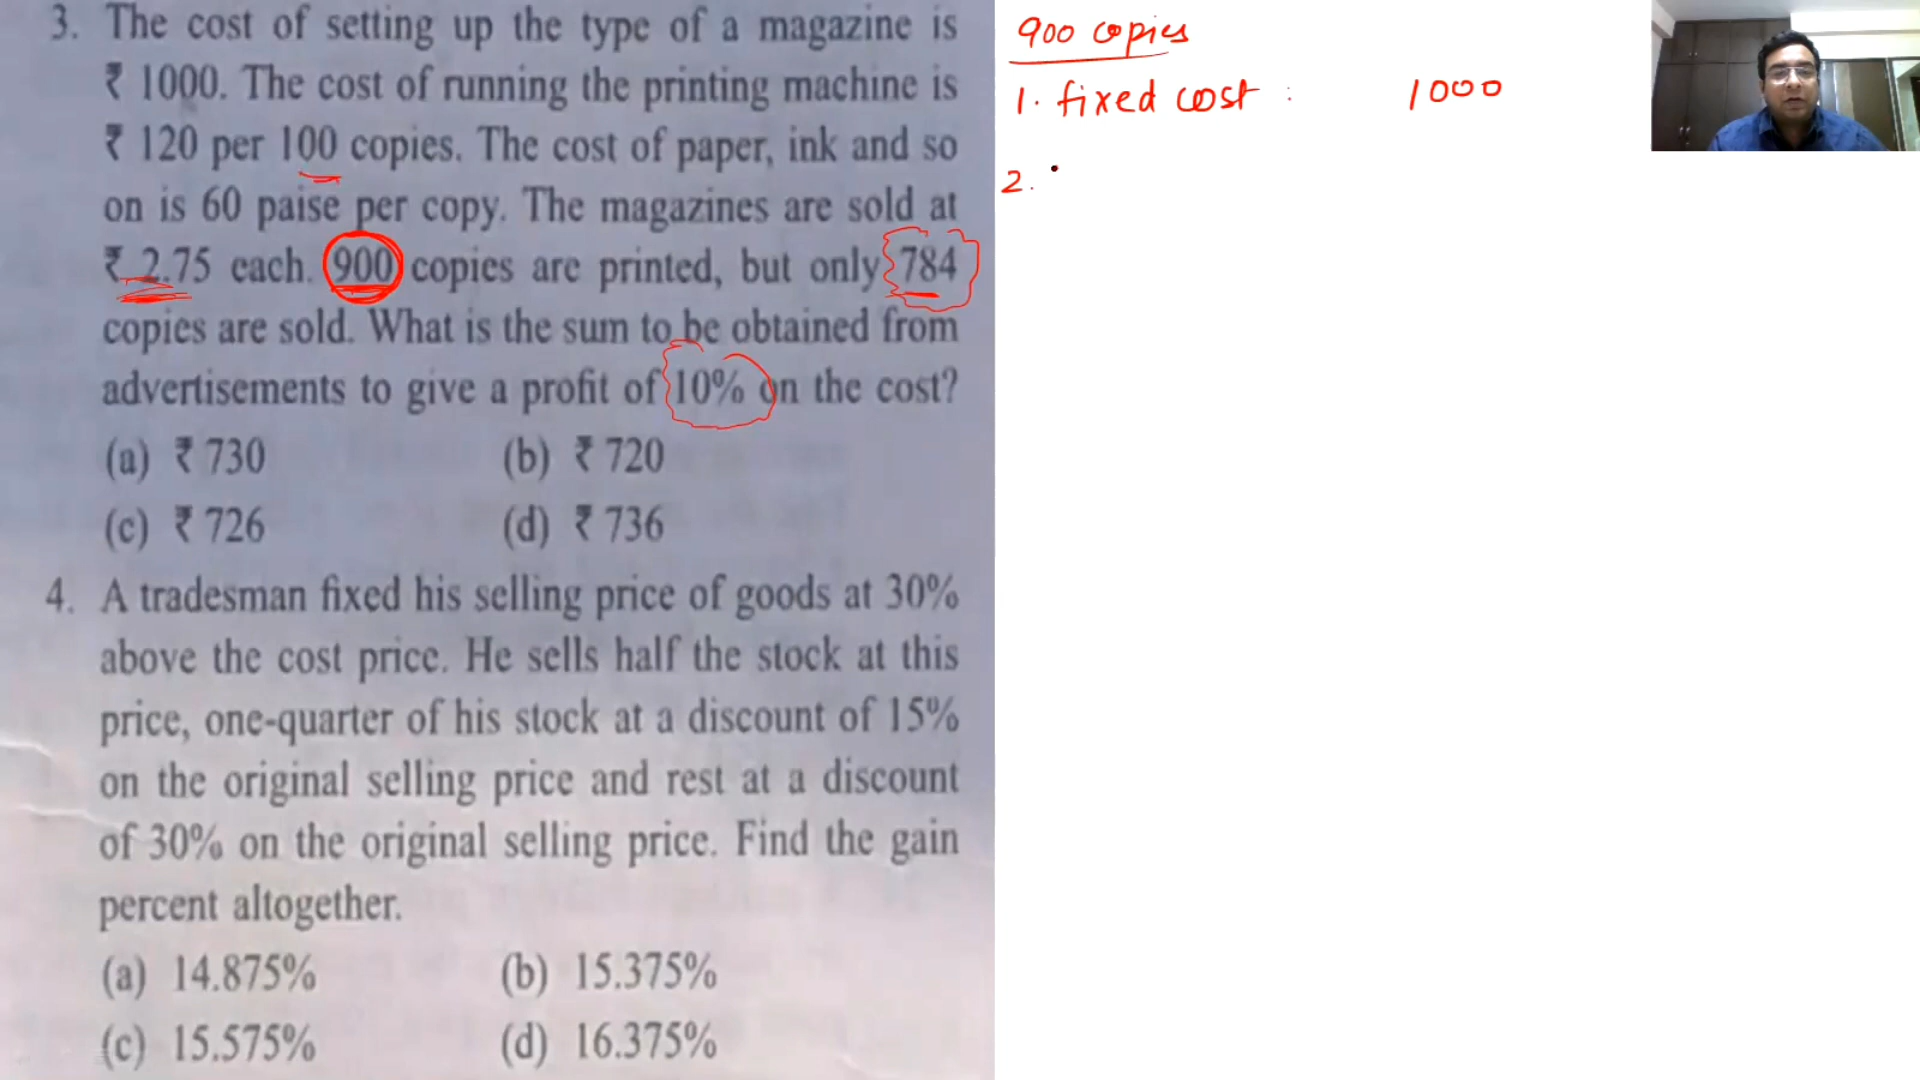 3. The cost of setting up the type of a magazine is
₹ 1000. The cost of running the printing machine is
₹ 120 per 100 copies. The cost of paper, ink and so
on is 60 paise per copy. The magazines are sold at
₹ 2.75 each. 900 copies are printed, but only 784
copies are sold. What is the sum to be obtained from
advertisements to give a profit of 10% on the cost?
(a) ₹ 730 (b) ₹ 720
(c) ₹ 726 (d) ₹ 736
4. A tradesman fixed his selling price of goods at 30%
above the cost price. He sells half the stock at this
price, one-quarter of his stock at a discount of 15%
on the original selling price and rest at a discount
of 30% on the original selling price. Find the gain
percent altogether.
(a) 14.875% (b) 15.375%
(c) 15.575% (d) 16.375%
900 copies
1. fixed cost : 1000
2.